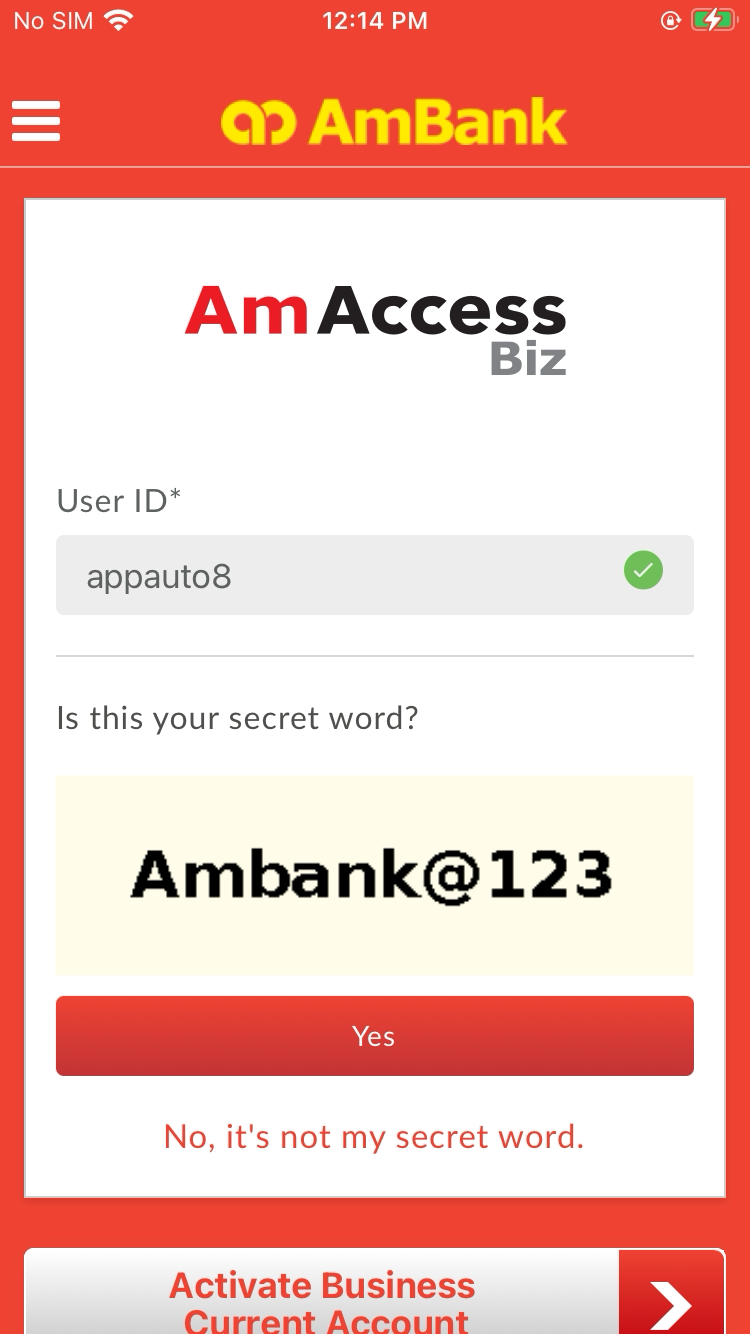 No SIM 12:14 PM
AmBank
AmAccess
Biz
User ID*
appauto8
Is this your secret word?
Ambank@123
Yes
No, it's not my secret word.
Activate Business
Current Account